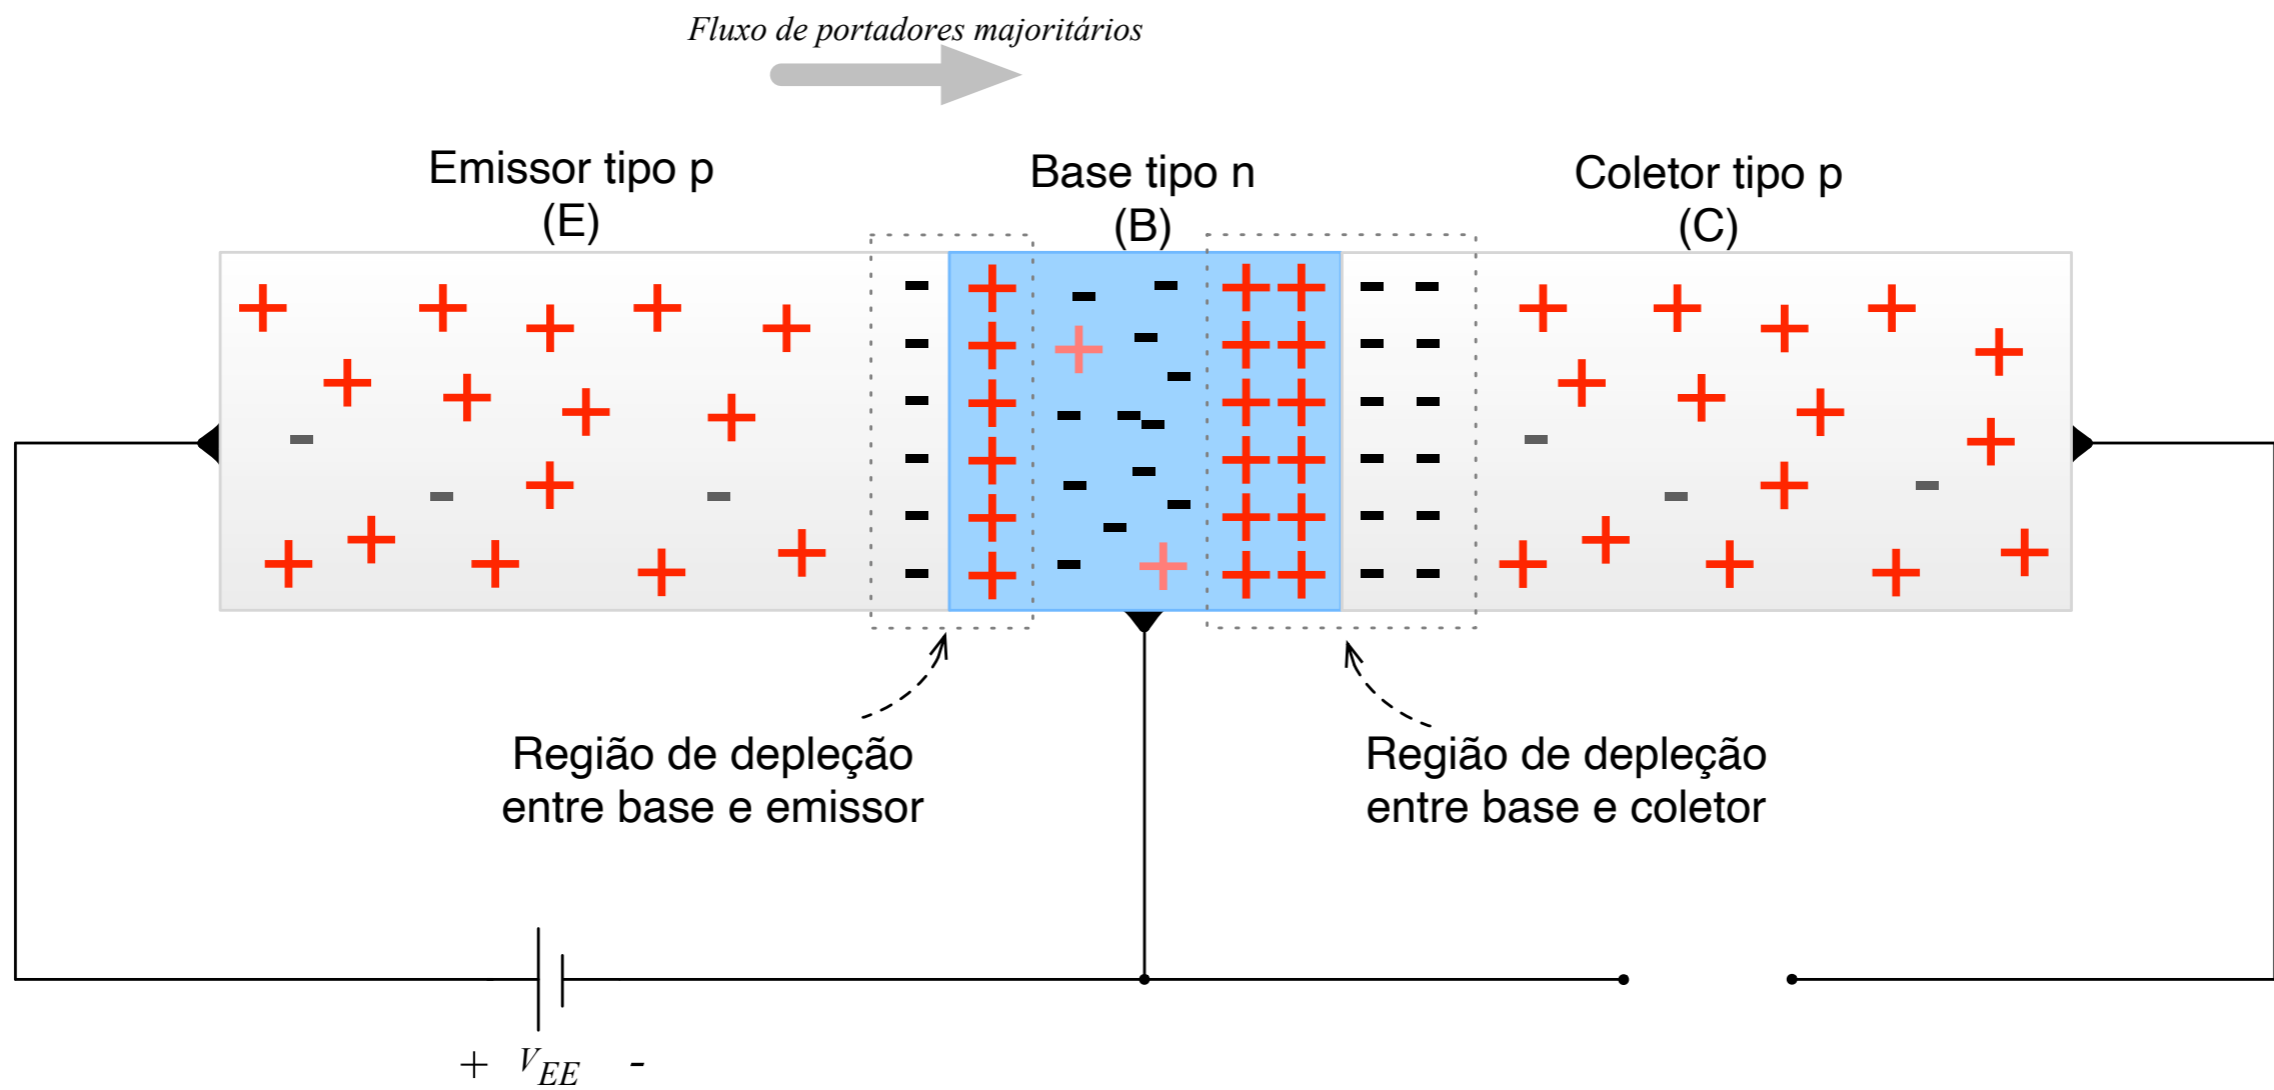 Fluxo de portadores majoritários
Emissor tipo p
(E)
Base tipo n
(B)
Coletor tipo p
(C)
Região de depleção
entre base e emissor
Região de depleção
entre base e coletor
+ V_EE -